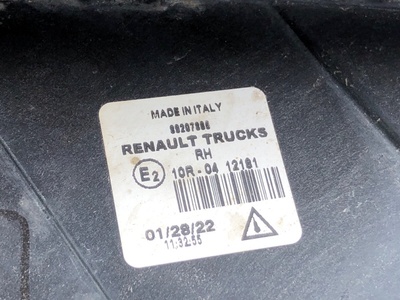 MADE IN ITALY
RENAULT TRUCKS
RH
E2 10R-04 12181
01/28/22
11:32:55